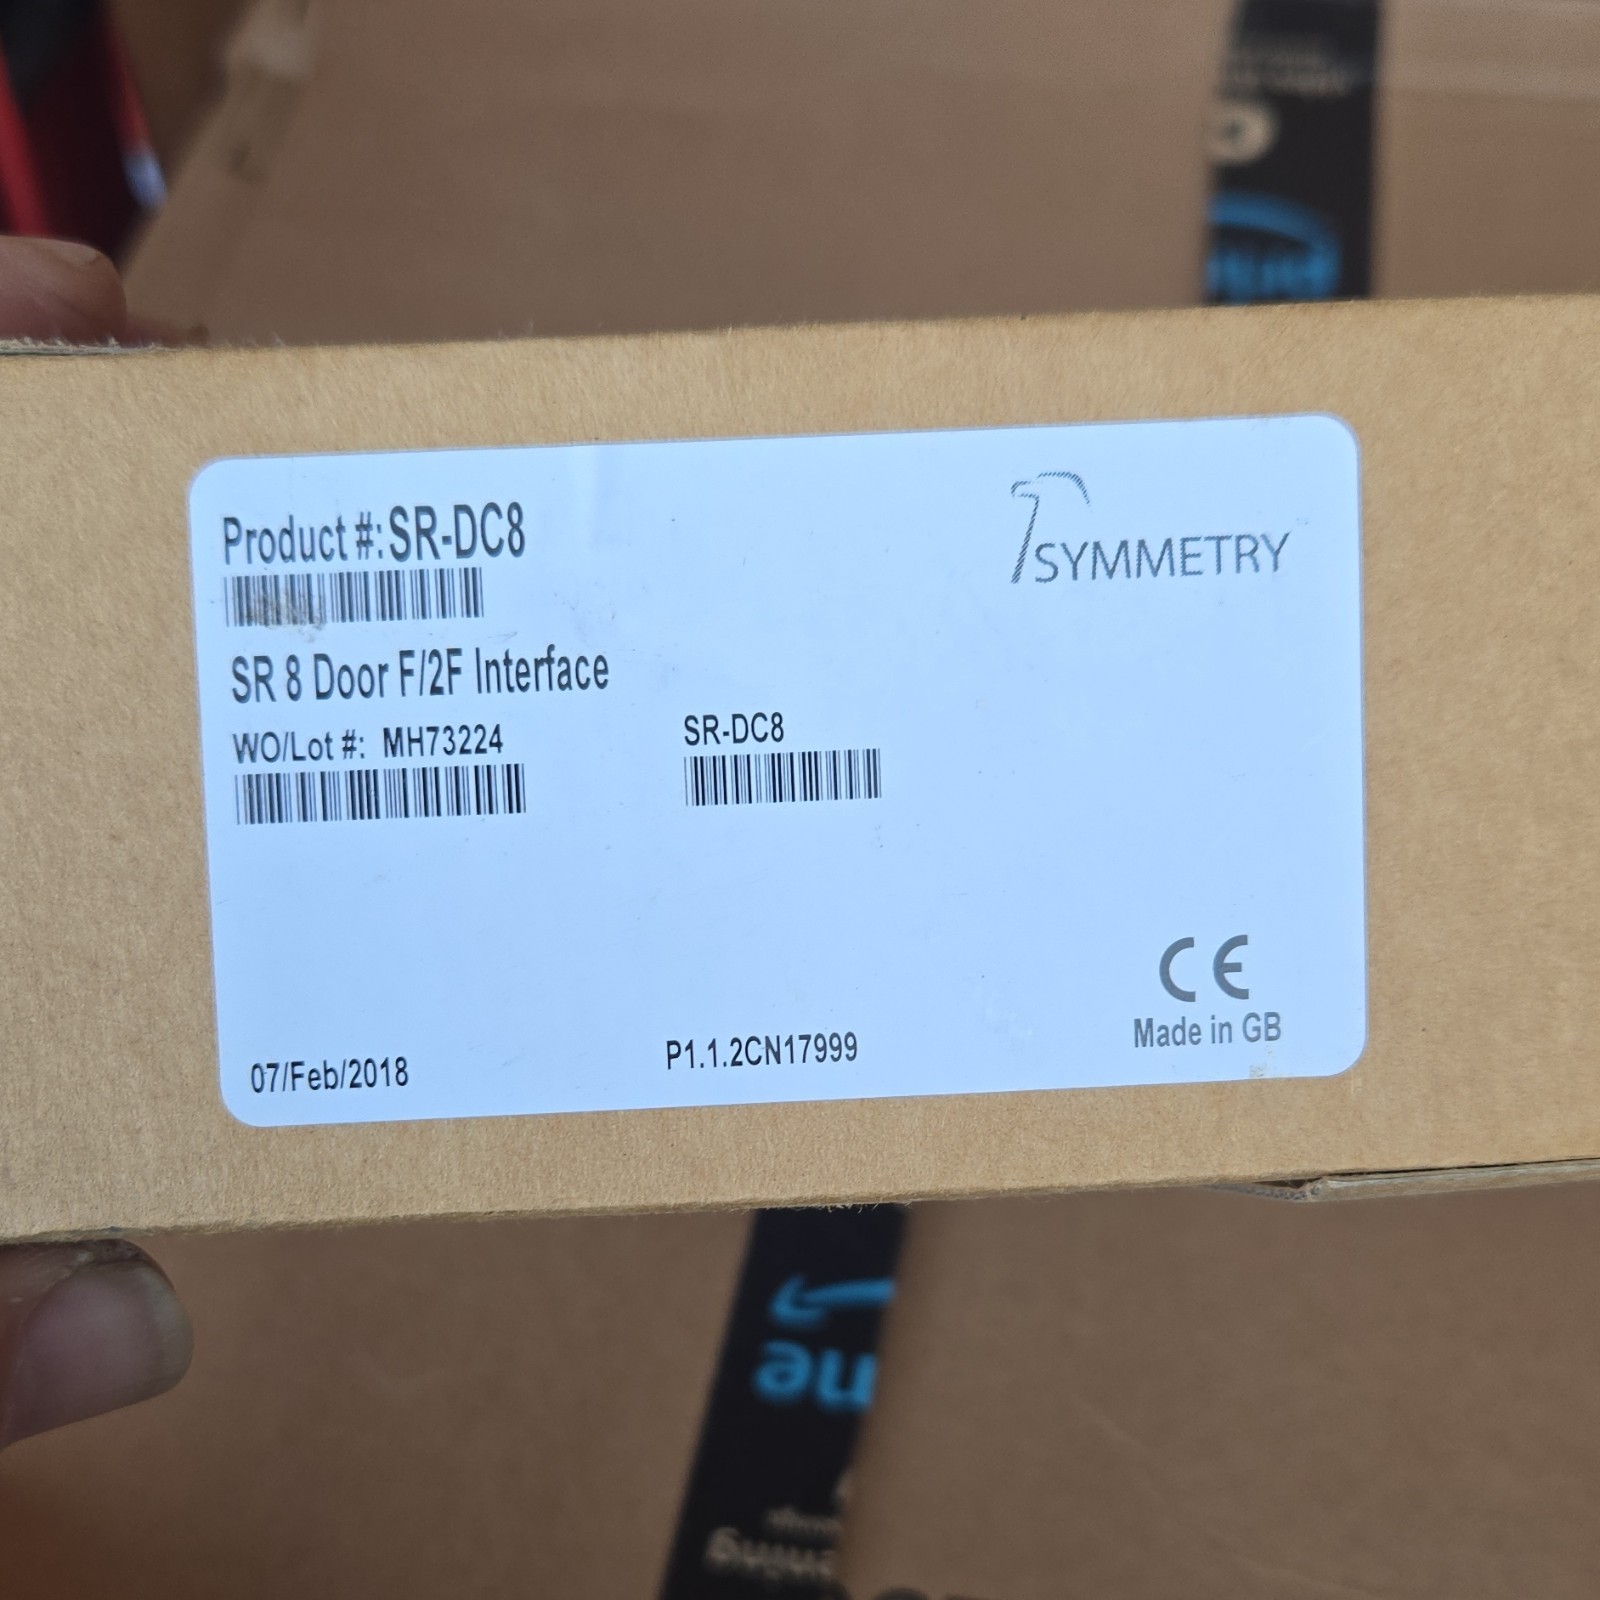 Product #: SR-DC8
SYMMETRY
SR 8 Door F/2F Interface
WO/Lot #: MH73224
SR-DC8
CE
Made in GB
07/Feb/2018
P1.1.2CN17999